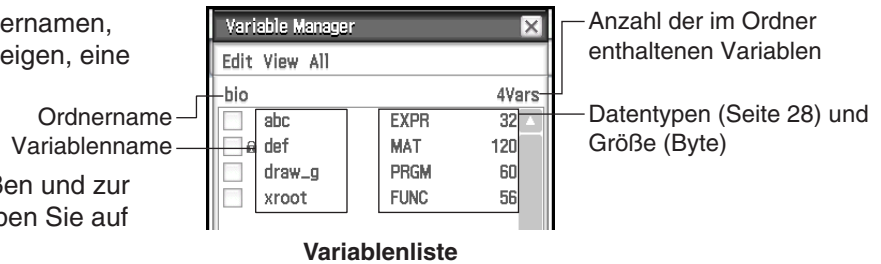 ernamen,
eigen, eine
Ordnername
Variablenname
ßen und zur
ben Sie auf
Variable Manager
Edit View All
bio 4Vars
abc EXPR 32
def MAT 120
draw_g PRGM 60
xroot FUNC 56
Anzahl der im Ordner
enthaltenen Variablen
Datentypen (Seite 28) und
Größe (Byte)
Variablenliste